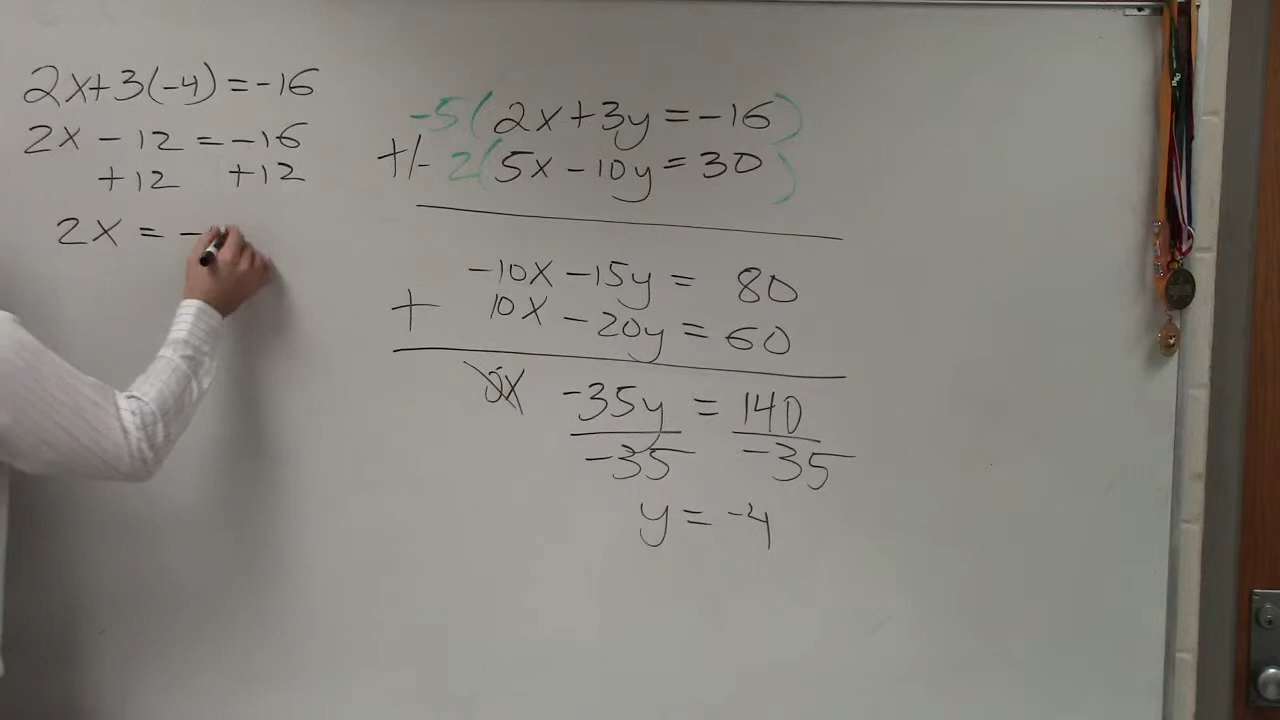 2x+3(-4)=-16
2x-12=-16
+12 +12
2x = -
-5(2x+3y=-16)
+/- 2(5x-10y=30)
-10x-15y= 80
+ 10x-20y=60
0x -35y = 140
-35 -35
y=-4